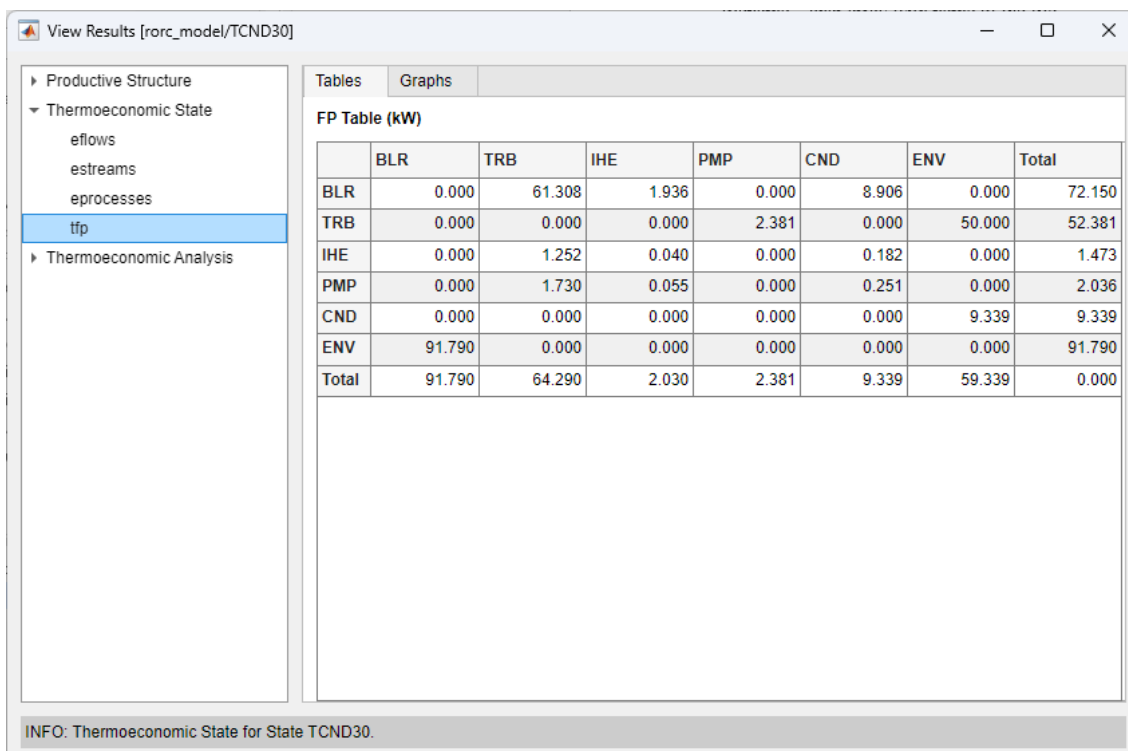 View Results [rorc_model/TCND30]
Productive Structure
Thermoeconomic State
eflows
estreams
eprocesses
tfp
Thermoeconomic Analysis
Tables Graphs
FP Table (kW)
BLR TRB IHE PMP CND ENV Total
BLR 0.000 61.308 1.936 0.000 8.906 0.000 72.150
TRB 0.000 0.000 0.000 2.381 0.000 50.000 52.381
IHE 0.000 1.252 0.040 0.000 0.182 0.000 1.473
PMP 0.000 1.730 0.055 0.000 0.251 0.000 2.036
CND 0.000 0.000 0.000 0.000 0.000 9.339 9.339
ENV 91.790 0.000 0.000 0.000 0.000 0.000 91.790
Total 91.790 64.290 2.030 2.381 9.339 59.339 0.000
INFO: Thermoeconomic State for State TCND30.